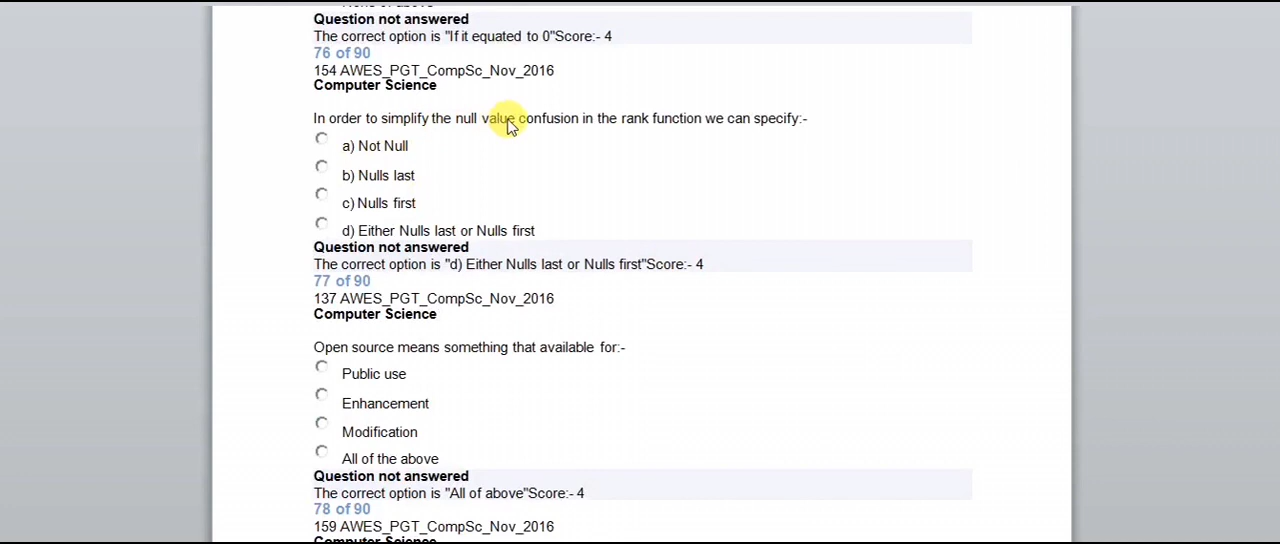 Question not answered
The correct option is "If it equated to 0"Score:- 4
76 of 90
154 AWES_PGT_CompSc_Nov_2016
Computer Science
In order to simplify the null value confusion in the rank function we can specify:-
a) Not Null
b) Nulls last
c) Nulls first
d) Either Nulls last or Nulls first
Question not answered
The correct option is "d) Either Nulls last or Nulls first"Score:- 4
77 of 90
137 AWES_PGT_CompSc_Nov_2016
Computer Science
Open source means something that available for:-
Public use
Enhancement
Modification
All of the above
Question not answered
The correct option is "All of above"Score:- 4
78 of 90
159 AWES_PGT_CompSc_Nov_2016
Computer Science